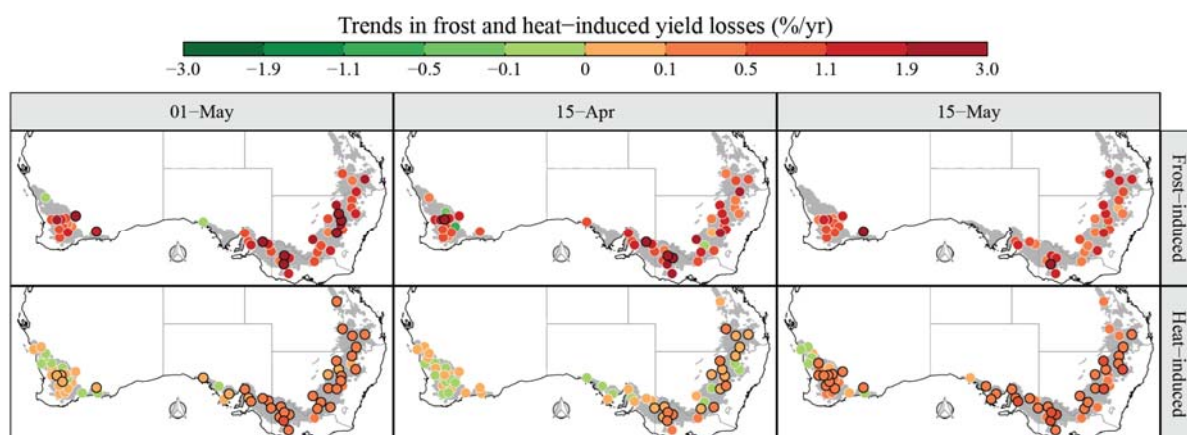 Trends in frost and heat−induced yield losses (%/yr)
−3.0 −1.9 −1.1 −0.5 −0.1 0 0.1 0.5 1.1 1.9 3.0
01−May 15−Apr 15−May
Frost−induced
Heat−induced